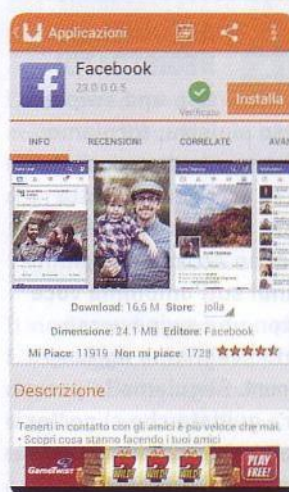 Applicazioni
Facebook
23.0.0.0.5
Verificato
Installa
INFO RECENSIONI CORRELATE AVAN
Download: 16,6 M Store: jolla
Dimensione: 24.1 MB Editore: Facebook
Mi Piace: 11919 Non mi piace: 1728
Descrizione
Tenerti in contatto con gli amici è più veloce che mai.
• Scopri cosa stanno facendo i tuoi amici
GameTwist WILD PLAY
FREE!